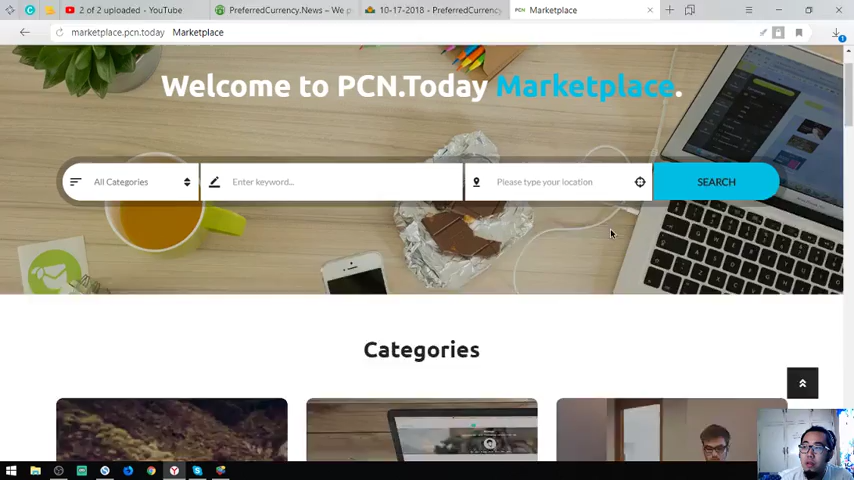 2 of 2 uploaded - YouTube
PreferredCurrency.News – We p
10-17-2018 - PreferredCurrency
PCN Marketplace
marketplace.pcn.today Marketplace
Welcome to PCN.Today Marketplace.
All Categories
Enter keyword...
Please type your location
SEARCH
Categories